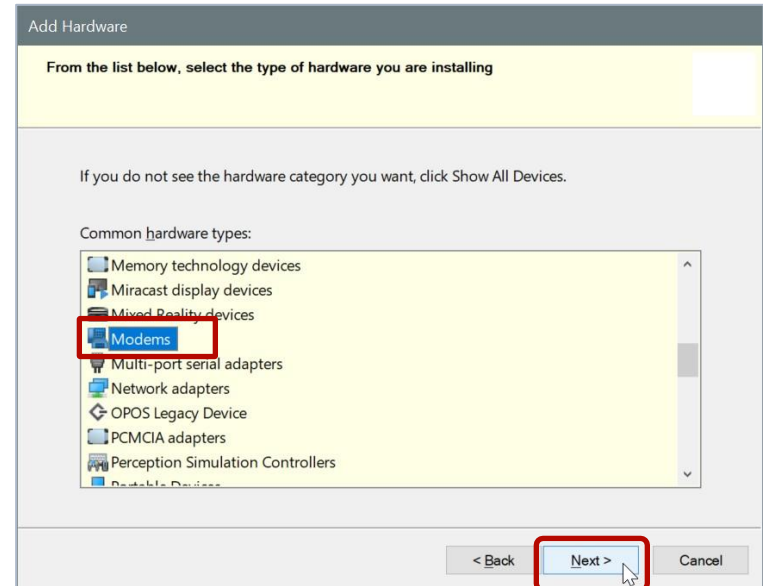 Add Hardware
From the list below, select the type of hardware you are installing
If you do not see the hardware category you want, click Show All Devices.
Common hardware types:
Memory technology devices
Miracast display devices
Mixed Reality devices
Modems
Multi-port serial adapters
Network adapters
OPOS Legacy Device
PCMCIA adapters
Perception Simulation Controllers
Portable Devices
< Back Next > Cancel